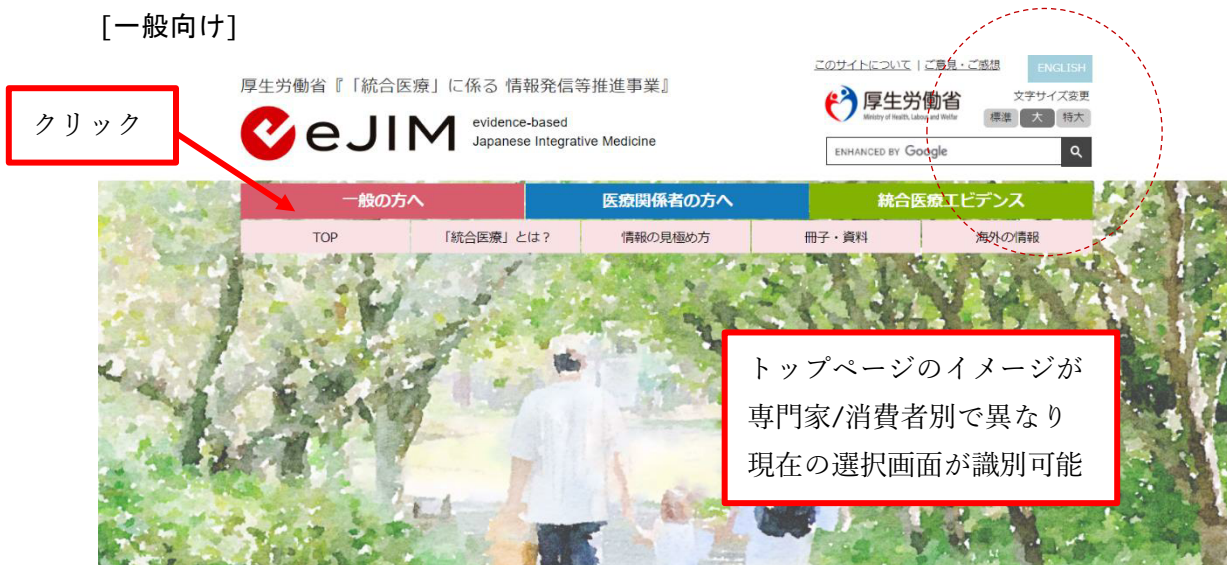 [一般向け]
このサイトについて | ご意見・ご感想
ENGLISH
厚生労働省『「統合医療」に係る 情報発信等推進事業』
クリック
eJIM
evidence-based
Japanese Integrative Medicine
厚生労働省
Ministry of Health, Labour and Welfare
文字サイズ変更
標準 大 特大
ENHANCED BY Google
一般の方へ 医療関係者の方へ 統合医療エビデンス
TOP 「統合医療」とは？ 情報の見極め方 冊子・資料 海外の情報
トップページのイメージが
専門家/消費者別で異なり
現在の選択画面が識別可能